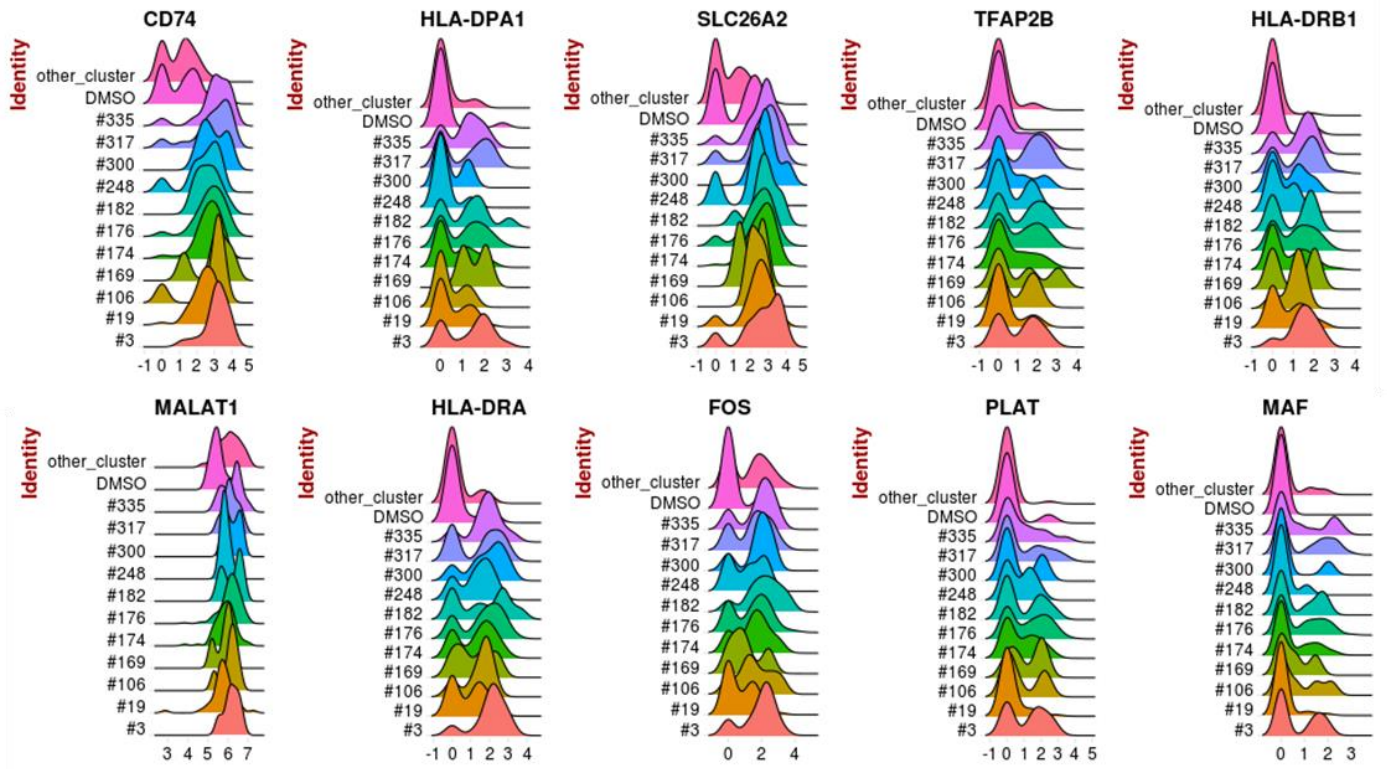 CD74 HLA-DPA1 SLC26A2 TFAP2B HLA-DRB1
Identity
other_cluster
DMSO
#335
#317
#300
#248
#182
#176
#174
#169
#106
#19
#3
-1 0 1 2 3 4 5
Identity
other_cluster
DMSO
#335
#317
#300
#248
#182
#176
#174
#169
#106
#19
#3
-1 0 1 2 3 4
Identity
other_cluster
DMSO
#335
#317
#300
#248
#182
#176
#174
#169
#106
#19
#3
-1 0 1 2 3 4 5
Identity
other_cluster
DMSO
#335
#317
#300
#248
#182
#176
#174
#169
#106
#19
#3
-1 0 1 2 3 4
Identity
other_cluster
DMSO
#335
#317
#300
#248
#182
#176
#174
#169
#106
#19
#3
-1 0 1 2 3 4
MALAT1 HLA-DRA FOS PLAT MAF
Identity
other_cluster
DMSO
#335
#317
#300
#248
#182
#176
#174
#169
#106
#19
#3
3 4 5 6 7
Identity
other_cluster
DMSO
#335
#317
#300
#248
#182
#176
#174
#169
#106
#19
#3
-1 0 1 2 3 4
Identity
other_cluster
DMSO
#335
#317
#300
#248
#182
#176
#174
#169
#106
#19
#3
0 2 4
Identity
other_cluster
DMSO
#335
#317
#300
#248
#182
#176
#174
#169
#106
#19
#3
-1 0 1 2 3 4 5
Identity
other_cluster
DMSO
#335
#317
#300
#248
#182
#176
#174
#169
#106
#19
#3
0 1 2 3